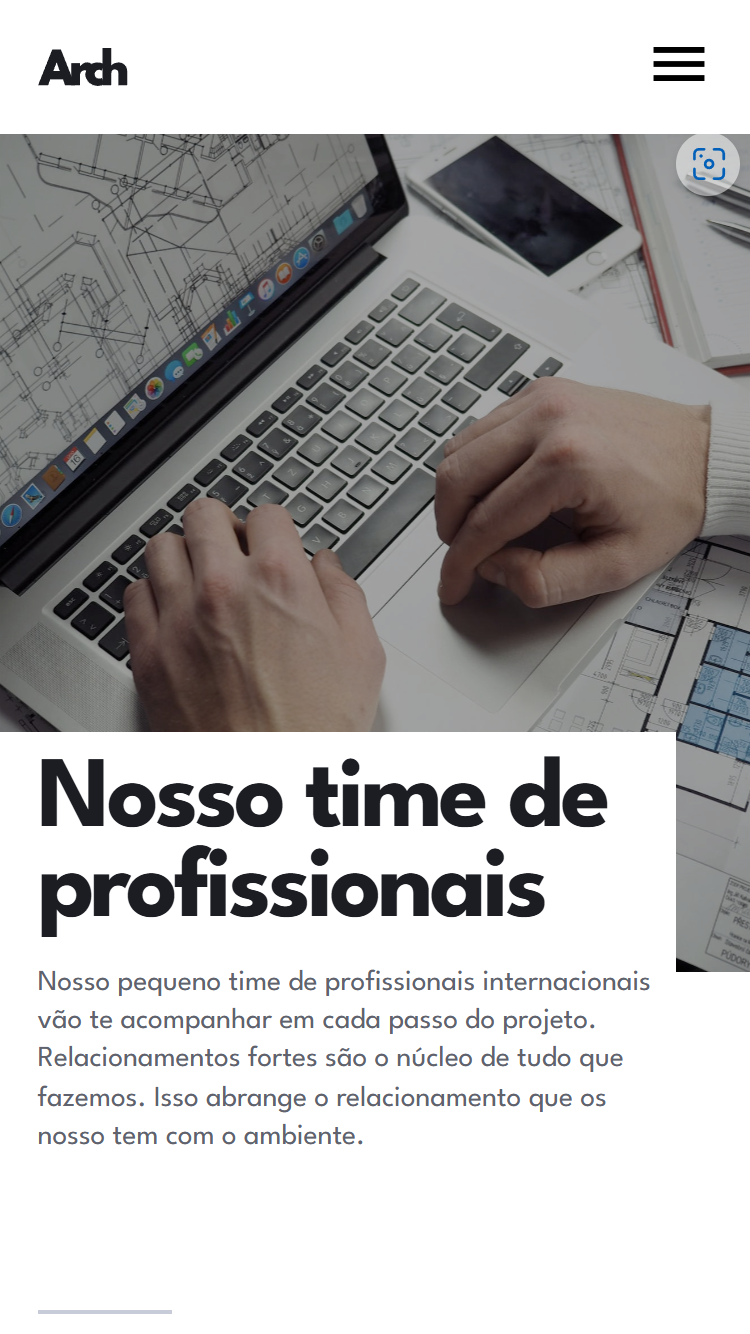 Arch
Nosso time de
profissionais
Nosso pequeno time de profissionais internacionais
vão te acompanhar em cada passo do projeto.
Relacionamentos fortes são o núcleo de tudo que
fazemos. Isso abrange o relacionamento que os
nosso tem com o ambiente.